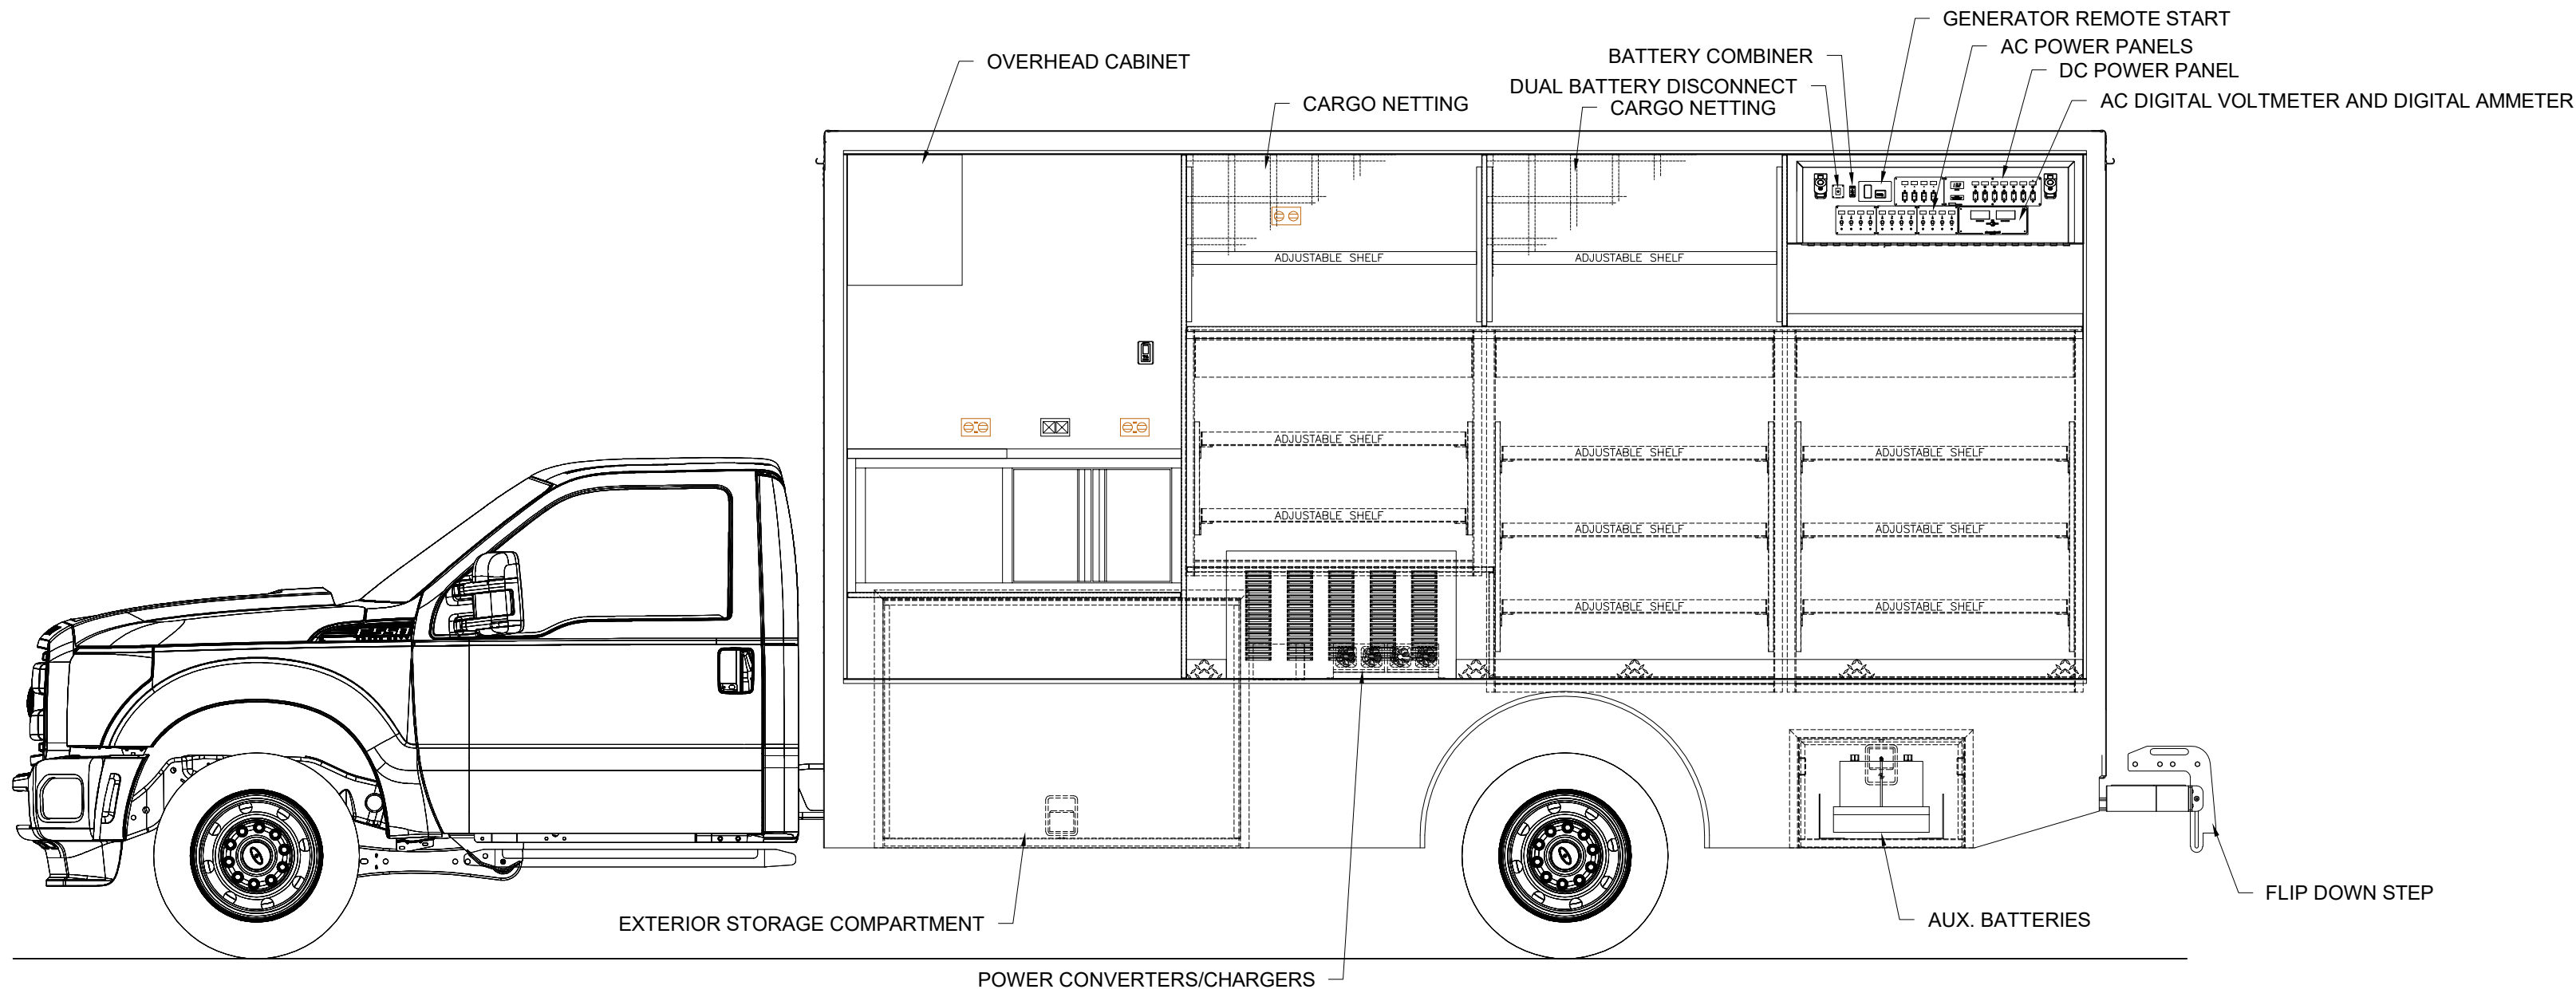 GENERATOR REMOTE START
BATTERY COMBINER
AC POWER PANELS
OVERHEAD CABINET
DC POWER PANEL
DUAL BATTERY DISCONNECT
CARGO NETTING
CARGO NETTING
AC DIGITAL VOLTMETER AND DIGITAL AMMETER
ADJUSTABLE SHELF
ADJUSTABLE SHELF
ADJUSTABLE SHELF
ADJUSTABLE SHELF
ADJUSTABLE SHELF
ADJUSTABLE SHELF
ADJUSTABLE SHELF
ADJUSTABLE SHELF
ADJUSTABLE SHELF
ADJUSTABLE SHELF
FLIP DOWN STEP
EXTERIOR STORAGE COMPARTMENT
AUX. BATTERIES
POWER CONVERTERS/CHARGERS